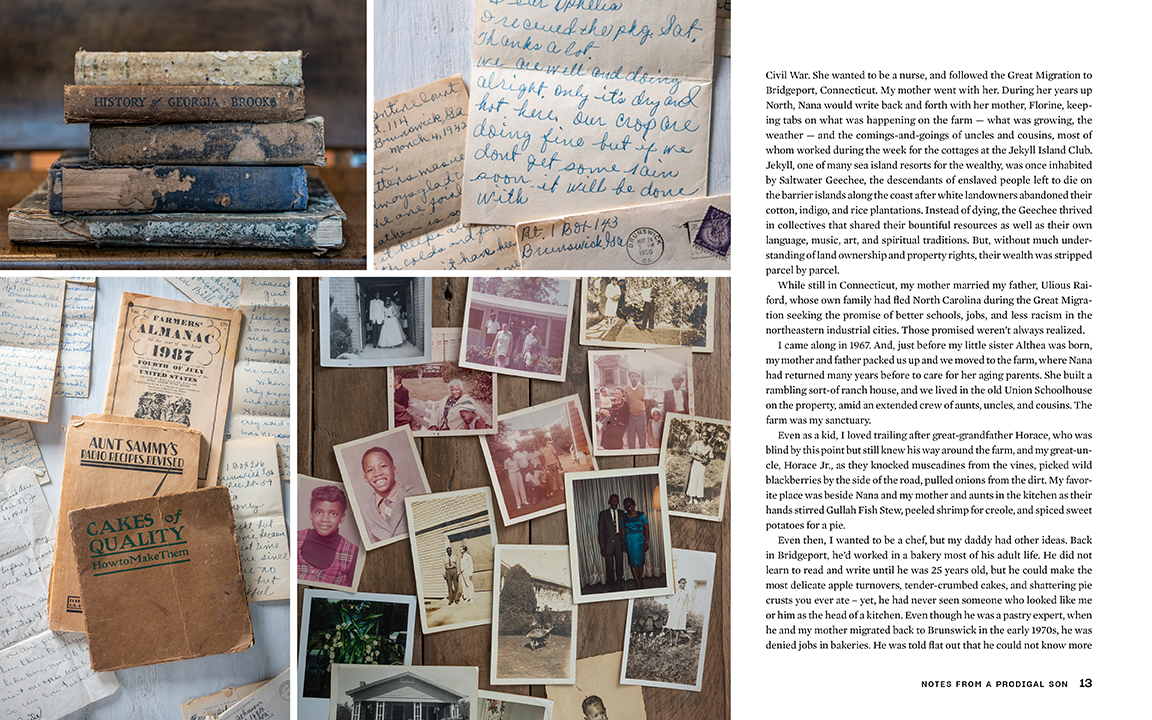 HISTORY of GEORGIA - BROOKS
Dear Ophelia
I received the pkg. Sat.
Thanks a lot.
we are well and doing
alright, only it's dry and
hot here, our crop are
doing fine but if we
dont get some rain
soon it will be done
with
Brunswick, Ga
March 4, 194
Rt. 1 Box 143
Brunswick, Ga
BRUNSWICK
GA.
FARMERS'
ALMANAC
1987
FOURTH OF JULY
UNITED STATES
AUNT SAMMY'S
RADIO RECIPES REVISED
CAKES of
QUALITY
How to Make Them
Civil War. She wanted to be a nurse, and followed the Great Migration to
Bridgeport, Connecticut. My mother went with her. During her years up
North, Nana would write back and forth with her mother, Florine, keep-
ing tabs on what was happening on the farm — what was growing, the
weather — and the comings-and-goings of uncles and cousins, most of
whom worked during the week for the cottages at the Jekyll Island Club.
Jekyll, one of many sea island resorts for the wealthy, was once inhabited
by Saltwater Geechee, the descendants of enslaved people left to die on
the barrier islands along the coast after white landowners abandoned their
cotton, indigo, and rice plantations. Instead of dying, the Geechee thrived
in collectives that shared their bountiful resources as well as their own
language, music, art, and spiritual traditions. But, without much under-
standing of land ownership and property rights, their wealth was stripped
parcel by parcel.
While still in Connecticut, my mother married my father, Ulious Rai-
ford, whose own family had fled North Carolina during the Great Migra-
tion seeking the promise of better schools, jobs, and less racism in the
northeastern industrial cities. Those promised weren't always realized.
I came along in 1967. And, just before my little sister Althea was born,
my mother and father packed us up and we moved to the farm, where Nana
had returned many years before to care for her aging parents. She built a
rambling sort-of ranch house, and we lived in the old Union Schoolhouse
on the property, amid an extended crew of aunts, uncles, and cousins. The
farm was my sanctuary.
Even as a kid, I loved trailing after great-grandfather Horace, who was
blind by this point but still knew his way around the farm, and my great-un-
cle, Horace Jr., as they knocked muscadines from the vines, picked wild
blackberries by the side of the road, pulled onions from the dirt. My favor-
ite place was beside Nana and my mother and aunts in the kitchen as their
hands stirred Gullah Fish Stew, peeled shrimp for creole, and spiced sweet
potatoes for a pie.
Even then, I wanted to be a chef, but my daddy had other ideas. Back
in Bridgeport, he'd worked in a bakery most of his adult life. He did not
learn to read and write until he was 25 years old, but he could make the
most delicate apple turnovers, tender-crumbed cakes, and shattering pie
crusts you ever ate – yet, he had never seen someone who looked like me
or him as the head of a kitchen. Even though he was a pastry expert, when
he and my mother migrated back to Brunswick in the early 1970s, he was
denied jobs in bakeries. He was told flat out that he could not know more
NOTES FROM A PRODIGAL SON 13